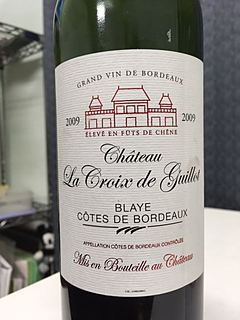 GRAND VIN DE BORDEAUX
2009 2009
ÉLEVÉ EN FÛTS DE CHÊNE
Château
La Croix de Guillot
BLAYE
CÔTES DE BORDEAUX
APPELLATION CÔTES DE BORDEAUX CONTRÔLÉE
Mis en Bouteille au Château